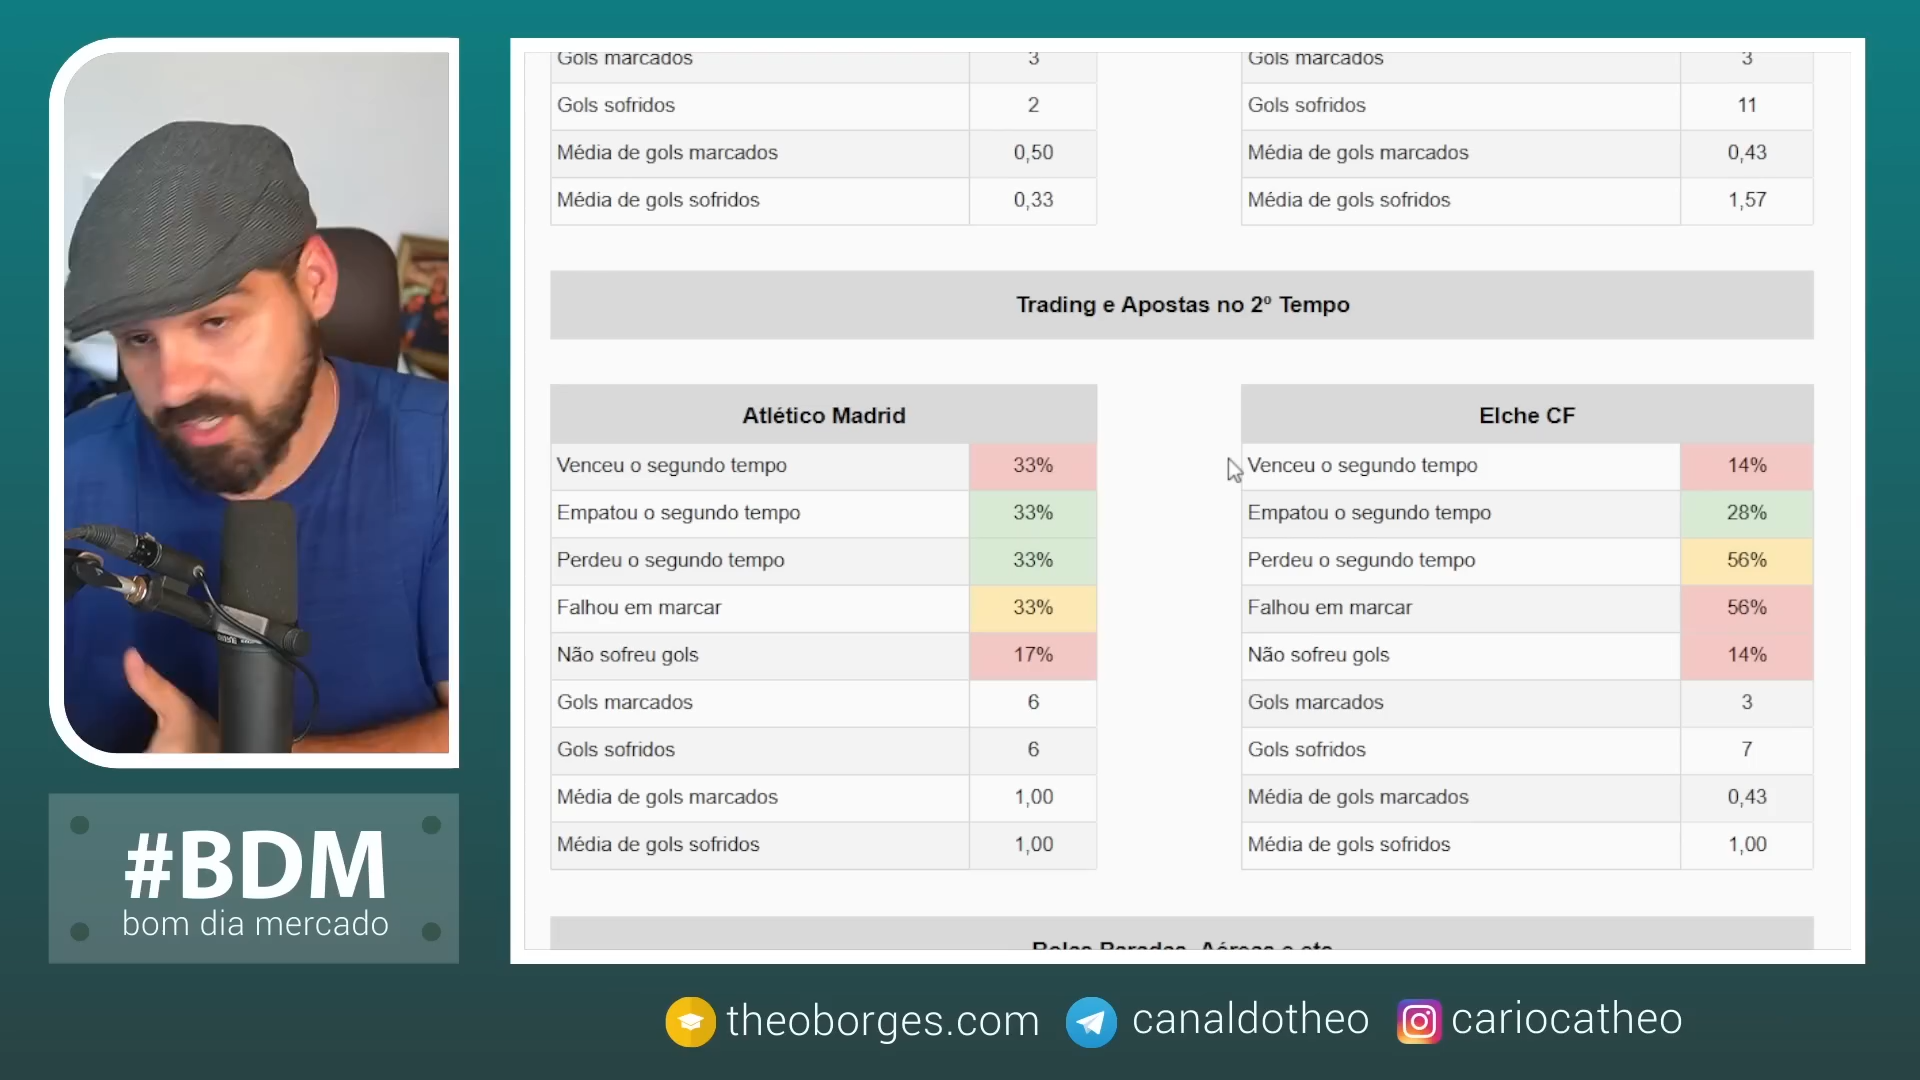 Gols marcados 3
Gols sofridos 2
Média de gols marcados 0,50
Média de gols sofridos 0,33
Gols marcados 3
Gols sofridos 11
Média de gols marcados 0,43
Média de gols sofridos 1,57
Trading e Apostas no 2º Tempo
Atlético Madrid
Venceu o segundo tempo 33%
Empatou o segundo tempo 33%
Perdeu o segundo tempo 33%
Falhou em marcar 33%
Não sofreu gols 17%
Gols marcados 6
Gols sofridos 6
Média de gols marcados 1,00
Média de gols sofridos 1,00
Elche CF
Venceu o segundo tempo 14%
Empatou o segundo tempo 28%
Perdeu o segundo tempo 56%
Falhou em marcar 56%
Não sofreu gols 14%
Gols marcados 3
Gols sofridos 7
Média de gols marcados 0,43
Média de gols sofridos 1,00
Bolas Paradas, Aéreas e etc
#BDM
bom dia mercado
theoborges.com
canaldotheo
cariocatheo